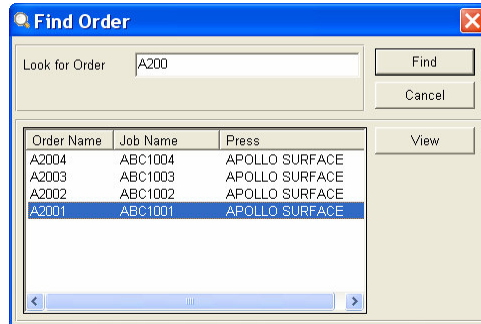 Find Order
Look for Order A200 Find
Cancel
Order Name Job Name Press View
A2004 ABC1004 APOLLO SURFACE
A2003 ABC1003 APOLLO SURFACE
A2002 ABC1002 APOLLO SURFACE
A2001 ABC1001 APOLLO SURFACE